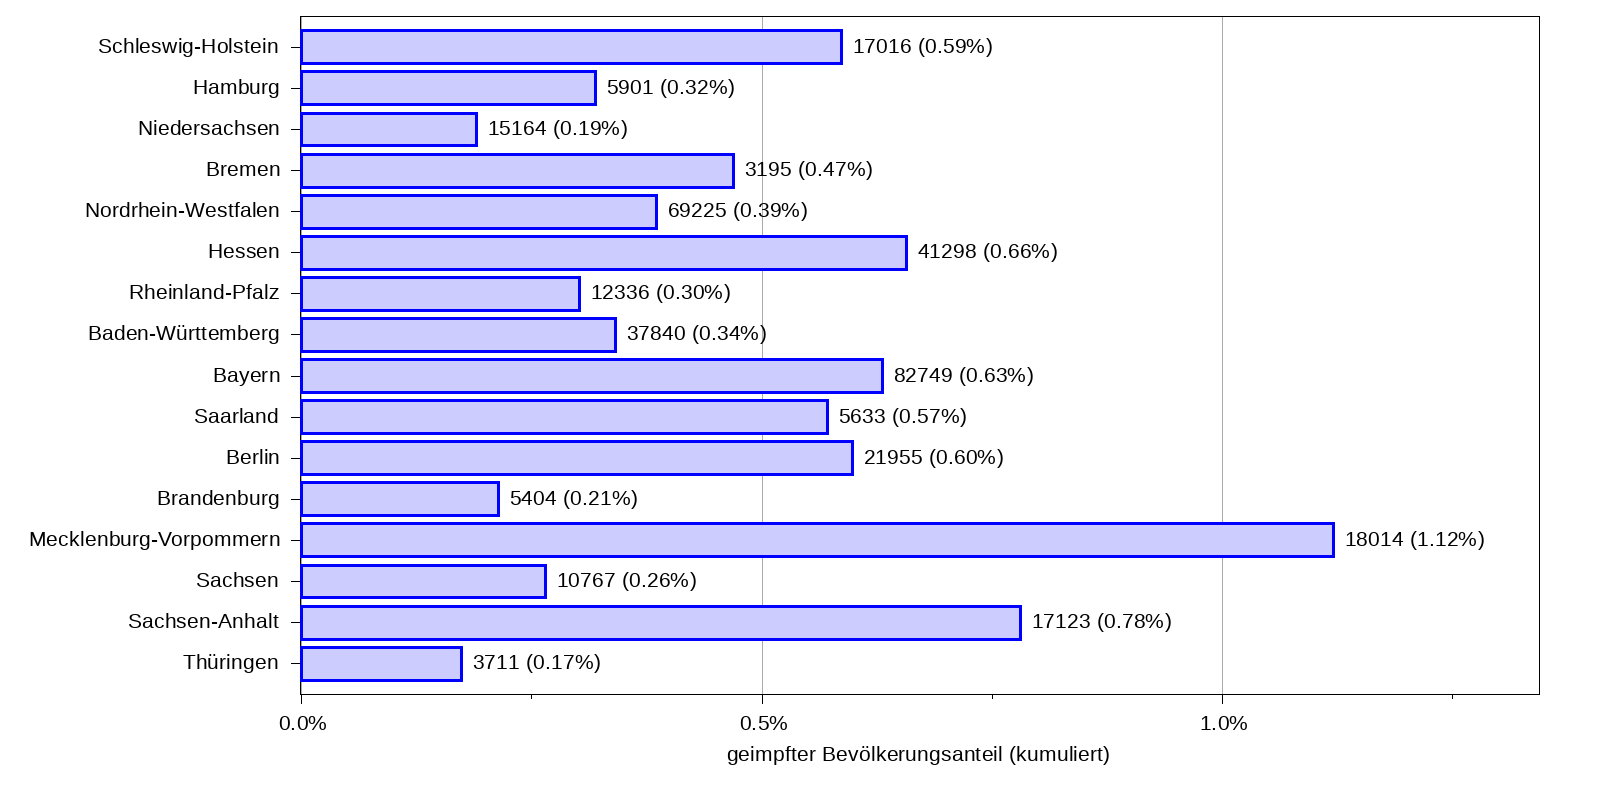 Schleswig-Holstein 17016 (0.59%)
Hamburg 5901 (0.32%)
Niedersachsen 15164 (0.19%)
Bremen 3195 (0.47%)
Nordrhein-Westfalen 69225 (0.39%)
Hessen 41298 (0.66%)
Rheinland-Pfalz 12336 (0.30%)
Baden-Württemberg 37840 (0.34%)
Bayern 82749 (0.63%)
Saarland 5633 (0.57%)
Berlin 21955 (0.60%)
Brandenburg 5404 (0.21%)
Mecklenburg-Vorpommern 18014 (1.12%)
Sachsen 10767 (0.26%)
Sachsen-Anhalt 17123 (0.78%)
Thüringen 3711 (0.17%)
0.0% 0.5% 1.0%
geimpfter Bevölkerungsanteil (kumuliert)